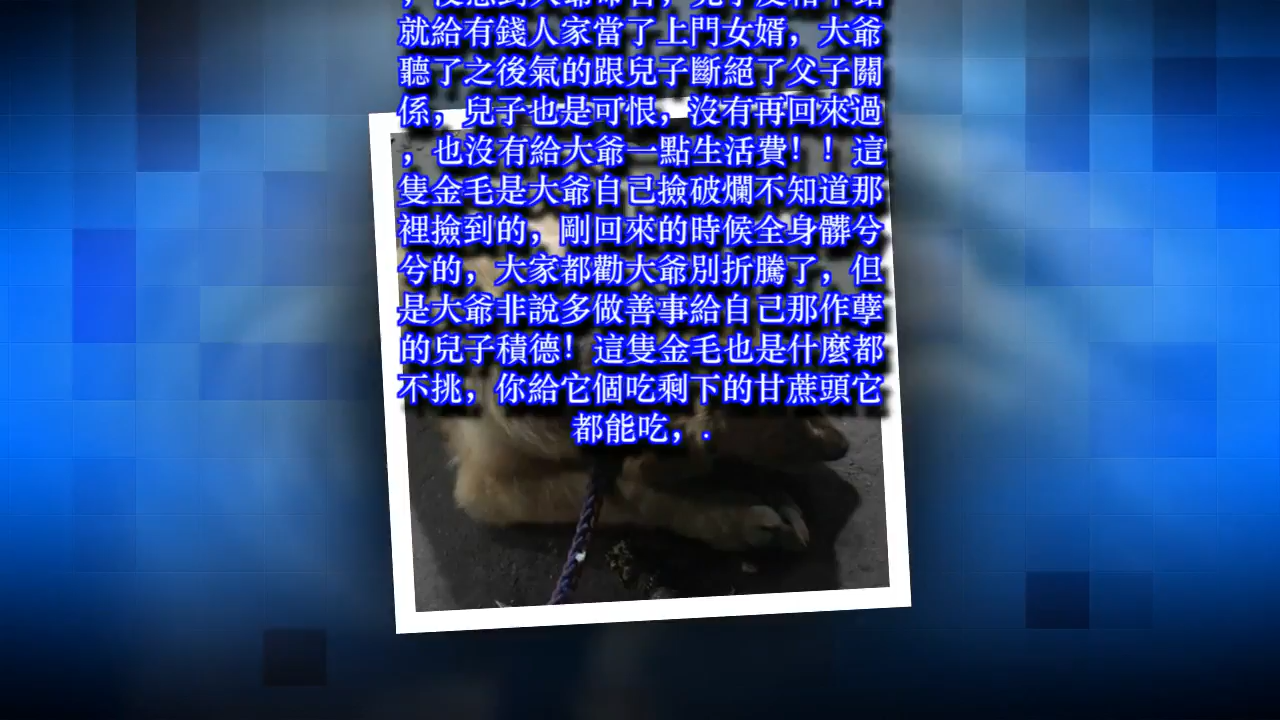 就給有錢人家當了上門女婿，大爺
聽了之後氣的跟兒子斷絕了父子關
係，兒子也是可恨，沒有再回來過
，也沒有給大爺一點生活費！！這
隻金毛是大爺自己撿破爛不知道那
裡撿到的，剛回來的時候全身髒兮
兮的，大家都勸大爺別折騰了，但
是大爺非說多做善事給自己那作孽
的兒子積德！這隻金毛也是什麼都
不挑，你給它個吃剩下的甘蔗頭它
都能吃，.